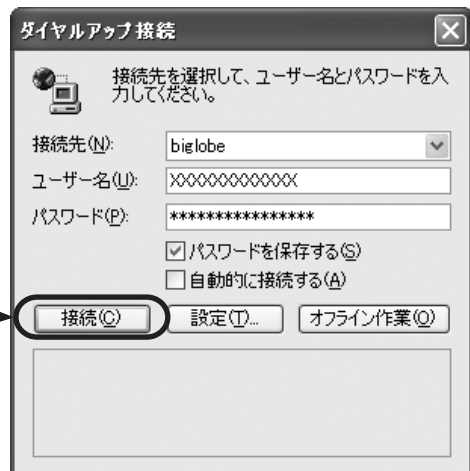 ダイヤルアップ接続
接続先を選択して、ユーザー名とパスワードを入
力してください。
接続先(N): biglobe
ユーザー名(U): XXXXXXXXXXXXX
パスワード(P): ****************
パスワードを保存する(S)
自動的に接続する(A)
接続(C) 設定(T)... オフライン作業(O)